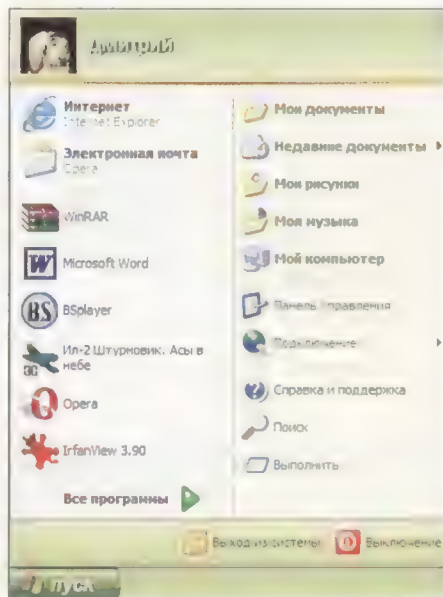 Дмитрий
Интернет
Internet Explorer
Электронная почта
Opera
WinRAR
W
Microsoft Word
BS
BSplayer
Ил-2 Штурмовик. Асы в
небе
Opera
IrfanView 3.90
Все программы
Мои документы
Недавние документы
Мои рисунки
Моя музыка
Мой компьютер
Панель управления
Подключение
Справка и поддержка
Поиск
Выполнить
Выход из системы
Выключение
пуск